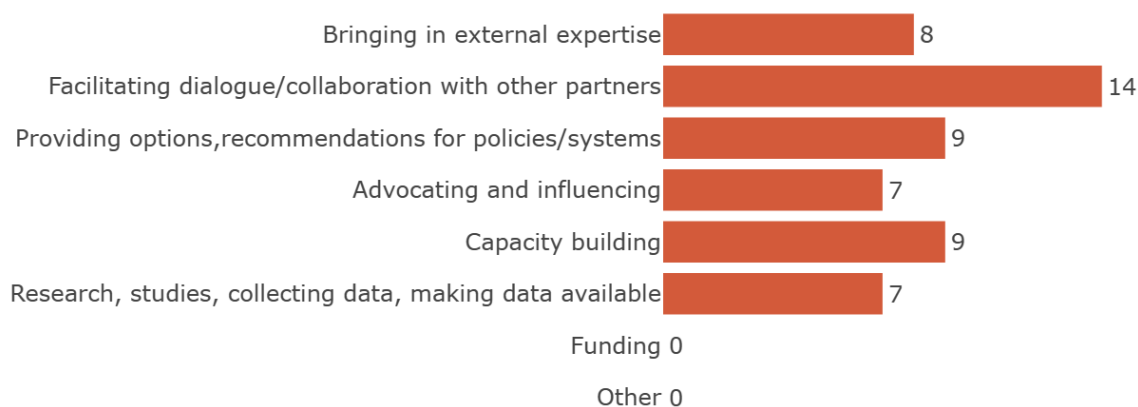 Bringing in external expertise 8
Facilitating dialogue/collaboration with other partners 14
Providing options,recommendations for policies/systems 9
Advocating and influencing 7
Capacity building 9
Research, studies, collecting data, making data available 7
Funding 0
Other 0